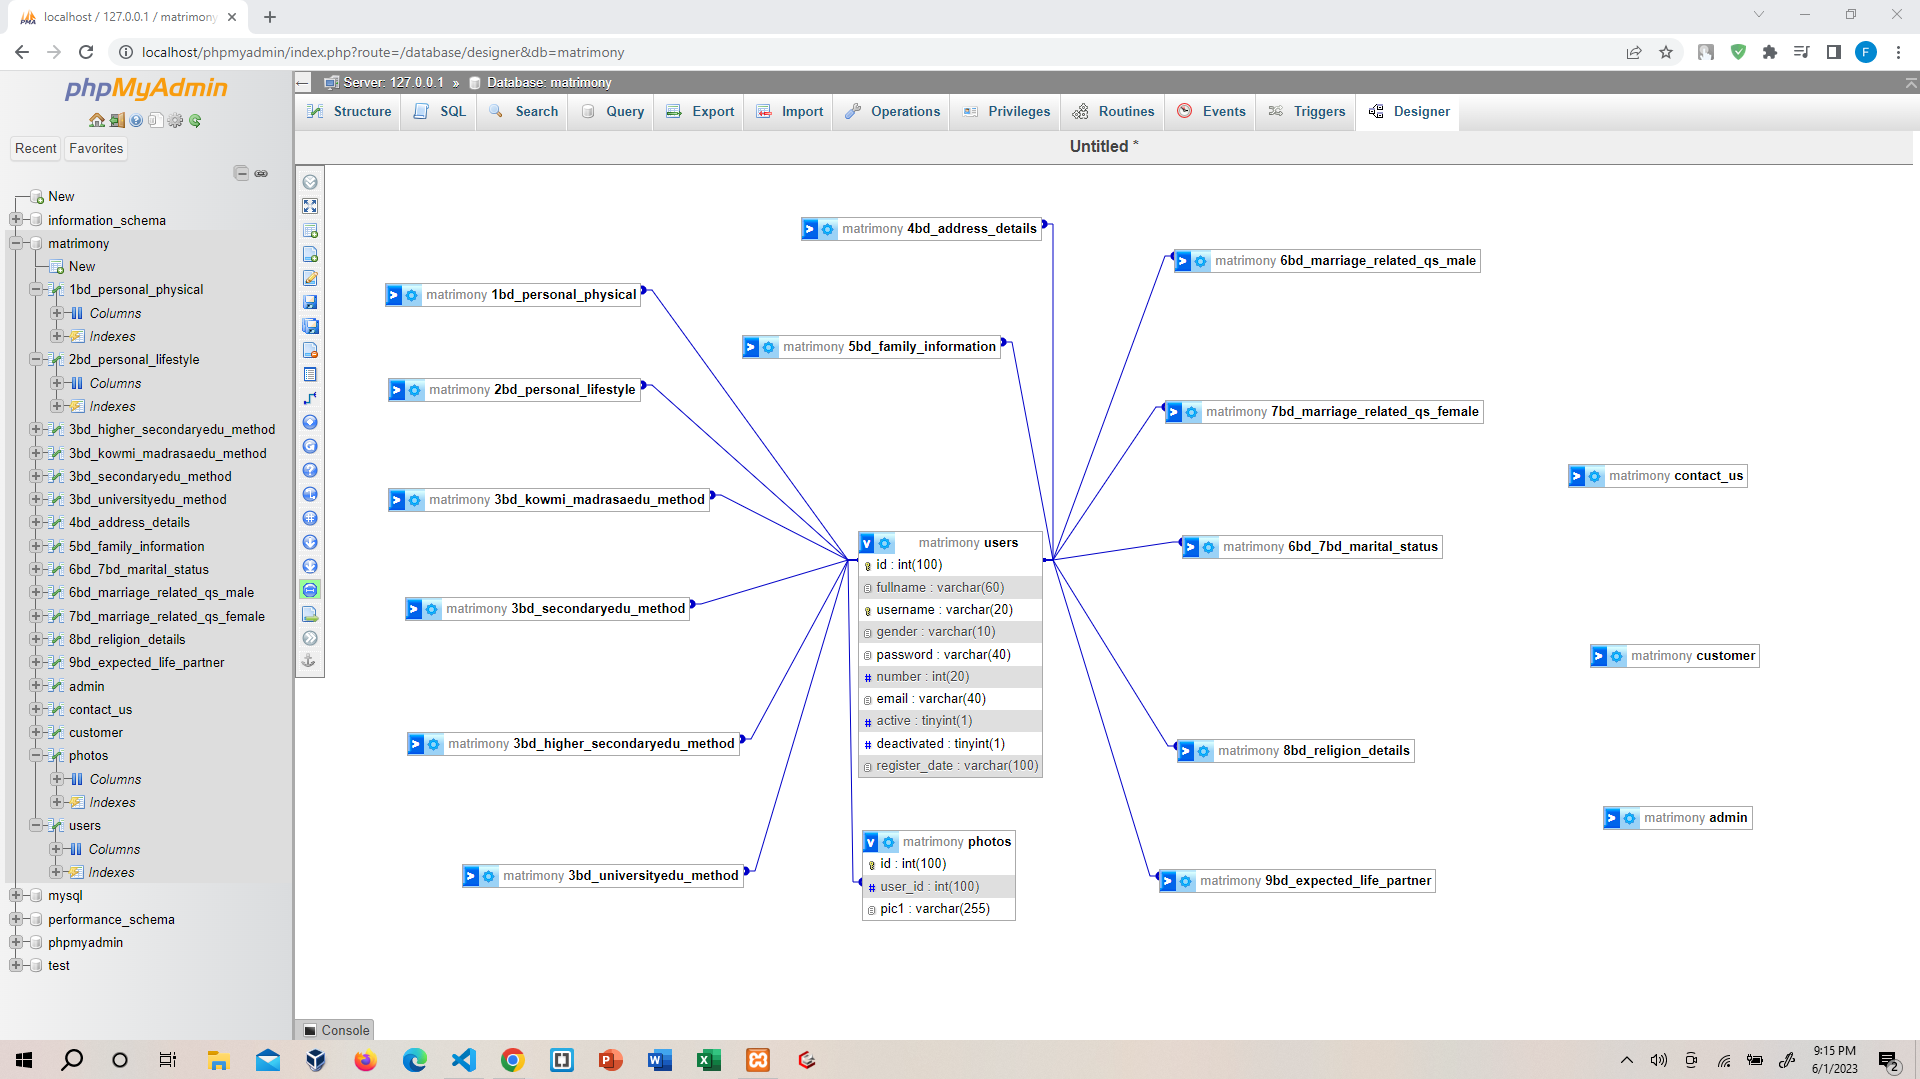 localhost / 127.0.0.1 / matrimony
localhost/phpmyadmin/index.php?route=/database/designer&db=matrimony
F
phpMyAdmin
Server: 127.0.0.1 » Database: matrimony
Structure SQL Search Query Export Import Operations Privileges Routines Events Triggers Designer
Untitled *
Recent Favorites
New
information_schema
matrimony
New
1bd_personal_physical
Columns
Indexes
2bd_personal_lifestyle
Columns
Indexes
3bd_higher_secondaryedu_method
3bd_kowmi_madrasaedu_method
3bd_secondaryedu_method
3bd_universityedu_method
4bd_address_details
5bd_family_information
6bd_7bd_marital_status
6bd_marriage_related_qs_male
7bd_marriage_related_qs_female
8bd_religion_details
9bd_expected_life_partner
admin
contact_us
customer
photos
Columns
Indexes
users
Columns
Indexes
mysql
performance_schema
phpmyadmin
test
matrimony 4bd_address_details
matrimony 6bd_marriage_related_qs_male
matrimony 1bd_personal_physical
matrimony 5bd_family_information
matrimony 2bd_personal_lifestyle
matrimony 7bd_marriage_related_qs_female
matrimony contact_us
matrimony 3bd_kowmi_madrasaedu_method
matrimony users
id : int(100)
fullname : varchar(60)
username : varchar(20)
gender : varchar(10)
password : varchar(40)
number : int(20)
email : varchar(40)
active : tinyint(1)
deactivated : tinyint(1)
register_date : varchar(100)
matrimony 6bd_7bd_marital_status
matrimony 3bd_secondaryedu_method
matrimony customer
matrimony 3bd_higher_secondaryedu_method
matrimony 8bd_religion_details
matrimony admin
matrimony photos
id : int(100)
user_id : int(100)
pic1 : varchar(255)
matrimony 3bd_universityedu_method
matrimony 9bd_expected_life_partner
Console
9:15 PM
6/1/2023
2